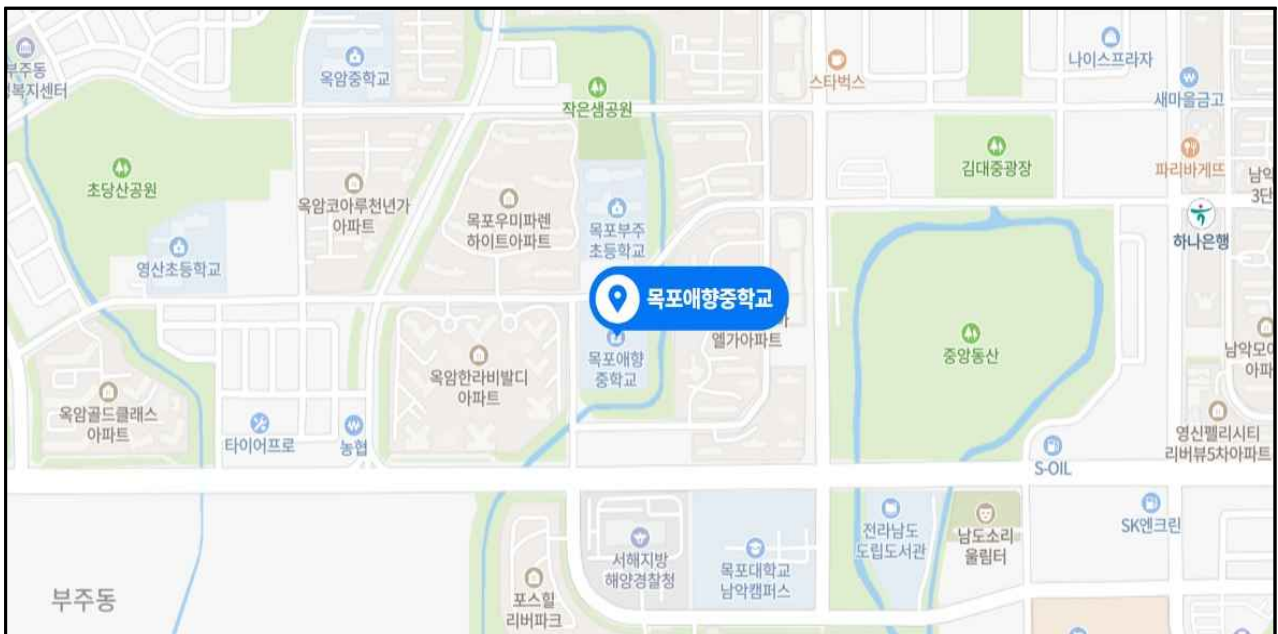 부주동
복지센터
옥암중학교
작은샘공원
스타벅스
나이스프라자
새마을금고
초당산공원
옥암코아루천년가
아파트
목포우미파렌
하이트아파트
목포부주
초등학교
김대중광장
파리바게뜨
남악
3단
하나은행
영산초등학교
목포애향중학교
엘가아파트
중앙동산
목포애향
중학교
옥암한라비발디
아파트
남악모아
아파
옥암골드클래스
아파트
타이어프로
농협
영신펠리시티
리버뷰5차아파트
S-OIL
SK엔크린
전라남도
도립도서관
남도소리
울림터
서해지방
해양경찰청
목포대학교
남악캠퍼스
포스힐
리버파크
부주동